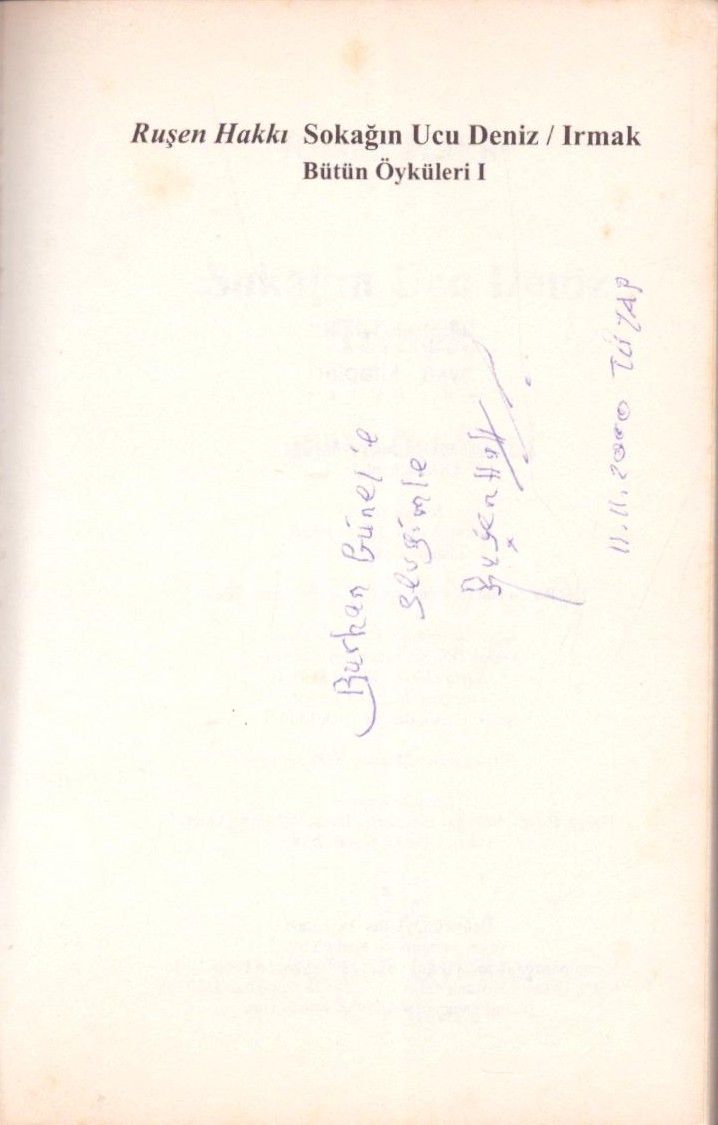 Ruşen Hakkı Sokağın Ucu Deniz / Irmak
Bütün Öyküleri I
Burhan Günel'e
sevgimle
Ruşen Hakkı
11.11.2000 TÜYAP